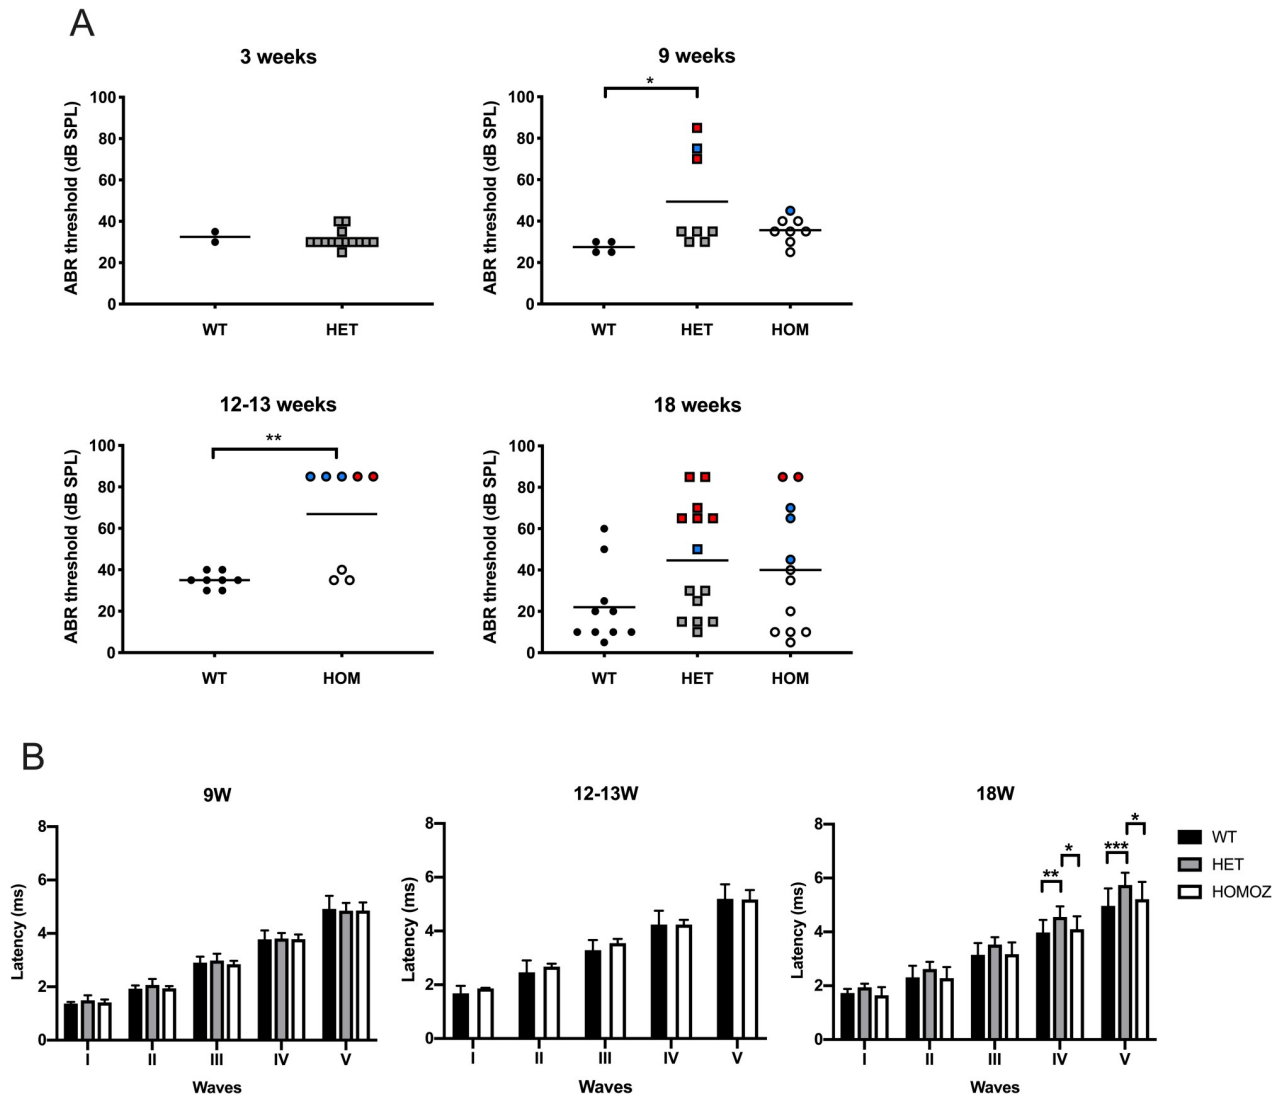 A
3 weeks
ABR threshold (dB SPL)
100
80
60
40
20
0
WT HET
9 weeks
*
ABR threshold (dB SPL)
100
80
60
40
20
0
WT HET HOM
12-13 weeks
**
ABR threshold (dB SPL)
100
80
60
40
20
0
WT HOM
18 weeks
ABR threshold (dB SPL)
100
80
60
40
20
0
WT HET HOM
B
9W
Latency (ms)
8
6
4
2
0
I II III IV V
Waves
12-13W
Latency (ms)
8
6
4
2
0
I II III IV V
Waves
18W
Latency (ms)
8
6
4
2
0
** * *** *
I II III IV V
Waves
WT
HET
HOMOZ